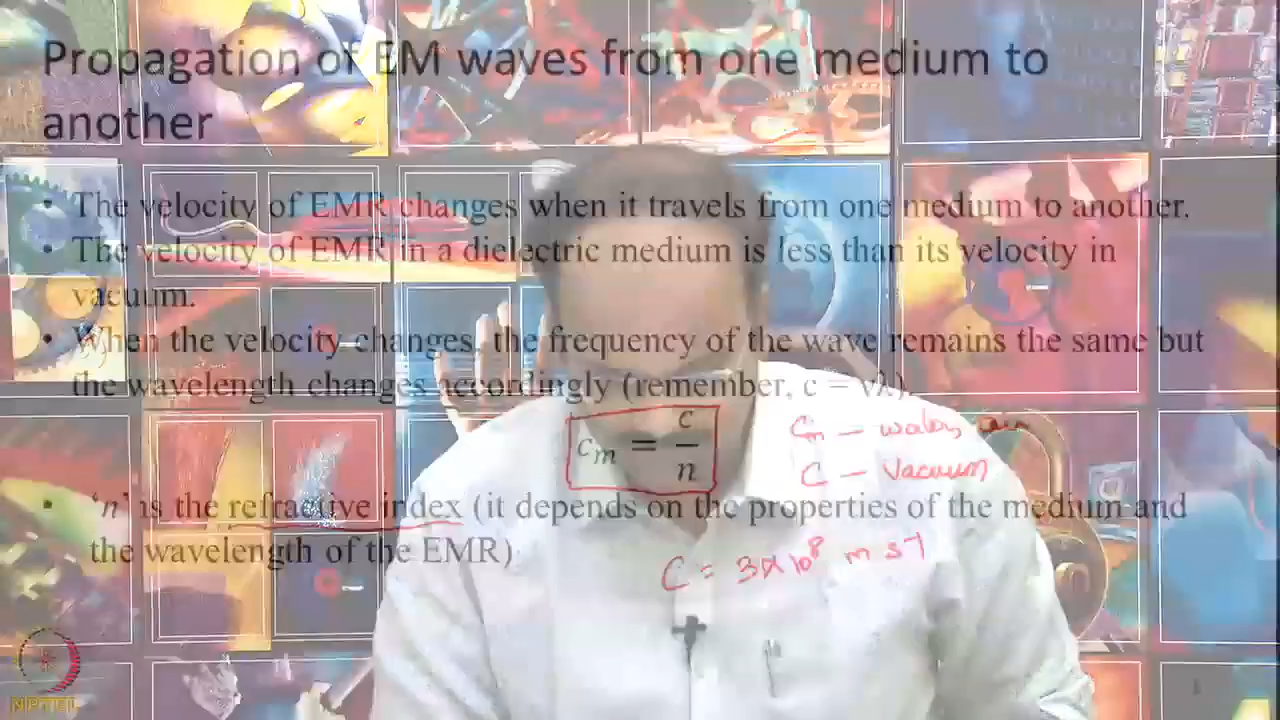 Propagation of EM waves from one medium to
another
• The velocity of EMR changes when it travels from one medium to another.
• The velocity of EMR in a dielectric medium is less than its velocity in
vacuum.
• When the velocity changes, the frequency of the wave remains the same but
the wavelength changes accordingly (remember, c = νλ).
cₘ = c/n
Cₘ — water, air
C — Vacuum
• 'n' is the refractive index (it depends on the properties of the medium and
the wavelength of the EMR)
C = 3x10⁸ m s-1
NPTEL